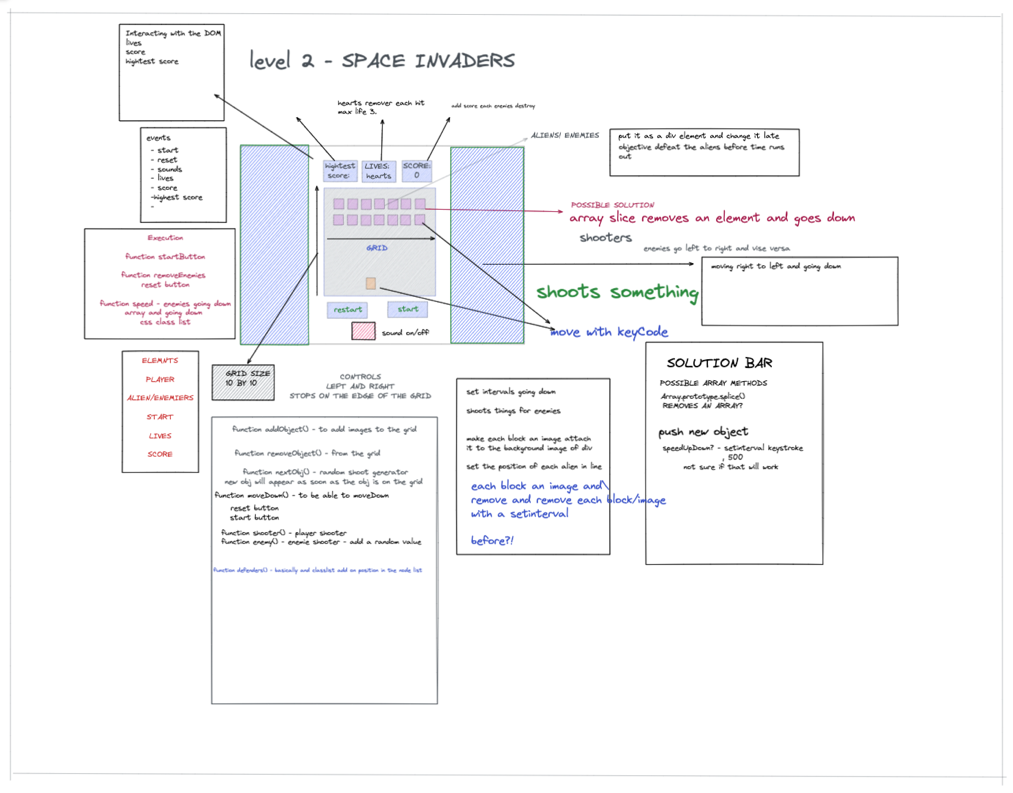 Interacting with the DOM
lives
score
hightest score
level 2 - SPACE INVADERS
hearts remover each hit
max life 3.
add score each enemies destroy
events
- start
- reset
- sounds
- lives
- score
-highest score
-
hightest
score:
LIVES:
hearts
SCORE:
0
ALIENS/ ENEMIES
put it as a div element and change it late
objective defeat the aliens before time runs
out
POSSIBLE SOLUTION
array slice removes an element and goes down
shooters
enemies go left to right and vise versa
moving right to left and going down
GRID
shoots something
move with keyCode
restart
start
sound on/off
Execution
function startButton
function removeEnemies
reset button
function speed - enemies going down
array and going down
css class list
ELEMNTS
PLAYER
ALIEN/ENEMIERS
START
LIVES
SCORE
GRID SIZE
10 BY 10
CONTROLS
LEFT AND RIGHT
STOPS ON THE EDGE OF THE GRID
function addObject() - to add images to the grid
function removeObject() - from the grid
function nextObj() - random shoot generator
new obj will appear as soon as the obj is on the grid
function moveDown() - to be able to moveDown
reset button
start button
function shooter() - player shooter
function enemy() - enemie shooter - add a random value
function defenders() - basically and classlist add on position in the node list
set intervals going down
shoots things for enemies
make each block an image attach
it to the background image of div
set the position of each alien in line
each block an image and\
remove and remove each block/image
with a setinterval
before?!
SOLUTION BAR
POSSIBLE ARRAY METHODS
Array.prototype.splice()
REMOVES AN ARRAY?
push new object
speedUpDown? - setinterval keystroke
, 500
not sure if that will work